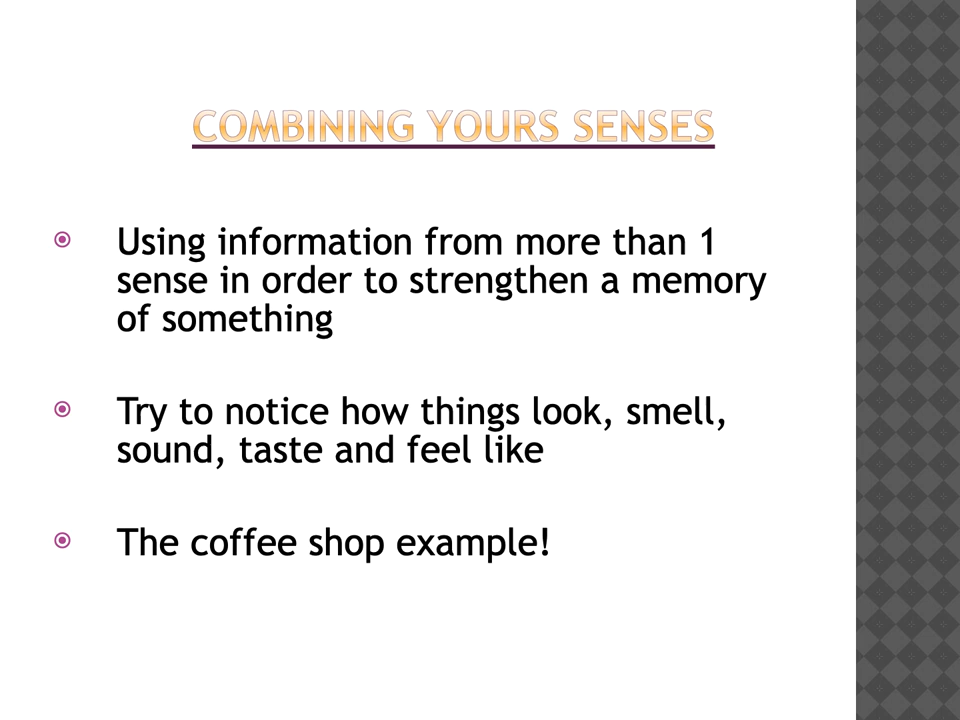 COMBINING YOURS SENSES
Using information from more than 1
sense in order to strengthen a memory
of something
Try to notice how things look, smell,
sound, taste and feel like
The coffee shop example!